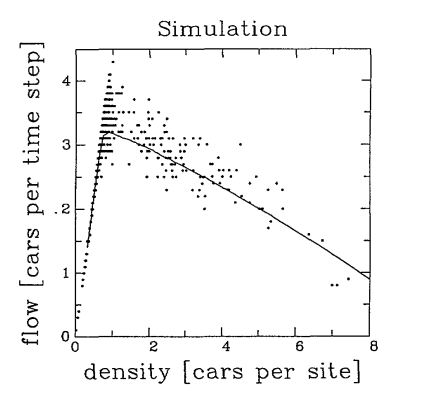 Simulation
flow [cars per time step]
4
3
.2
1
0
0 2 4 6 8
density [cars per site]